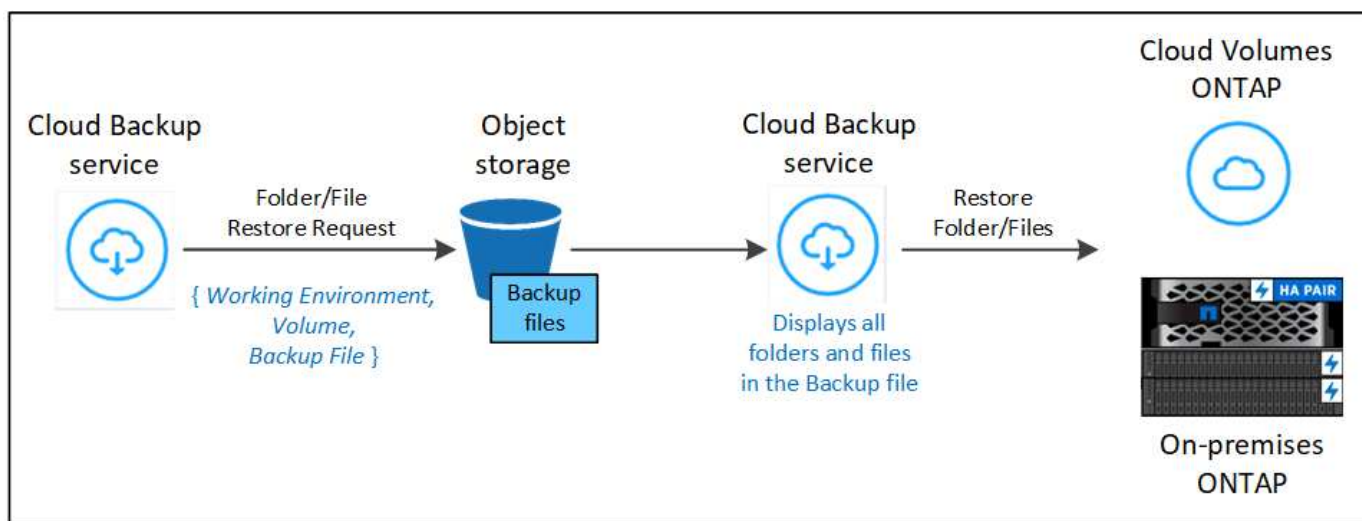 Cloud Backup
service
Folder/File
Restore Request
{ Working Environment,
Volume,
Backup File }
Object
storage
Backup
files
Cloud Backup
service
Displays all
folders and files
in the Backup file
Restore
Folder/Files
Cloud Volumes
ONTAP
HA PAIR
On-premises
ONTAP